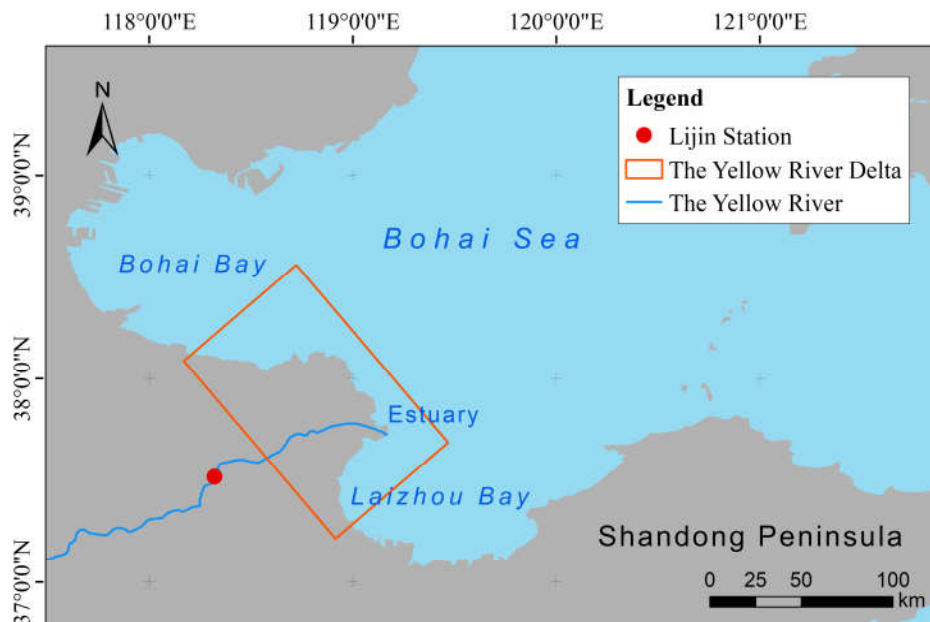 118°0'0"E 119°0'0"E 120°0'0"E 121°0'0"E
N
Legend
Lijin Station
The Yellow River Delta
The Yellow River
39°0'0"N
Bohai Sea
Bohai Bay
38°0'0"N
Estuary
Laizhou Bay
Shandong Peninsula
37°0'0"N
0 25 50 100
km